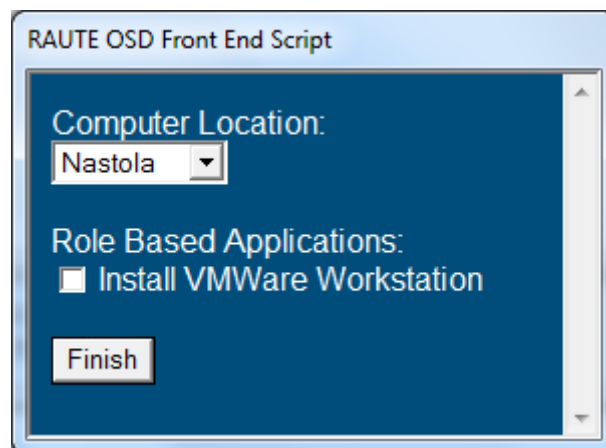 RAUTE OSD Front End Script
Computer Location:
Nastola
Role Based Applications:
Install VMWare Workstation
Finish